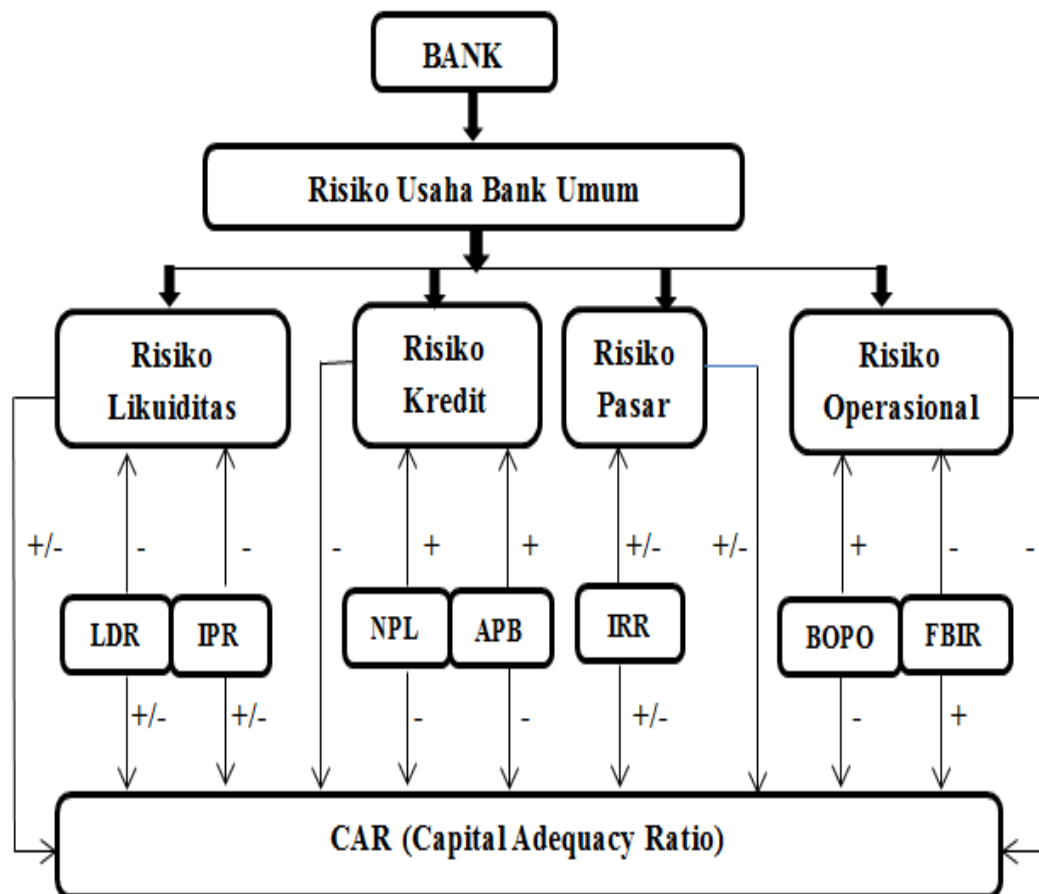 BANK
Risiko Usaha Bank Umum
Risiko
Likuiditas
Risiko
Kredit
Risiko
Pasar
Risiko
Operasional
+/-
-
-
-
+
+
+/-
+/-
+
-
-
LDR
IPR
NPL
APB
IRR
BOPO
FBIR
+/-
+/-
-
-
+/-
-
+
CAR (Capital Adequacy Ratio)